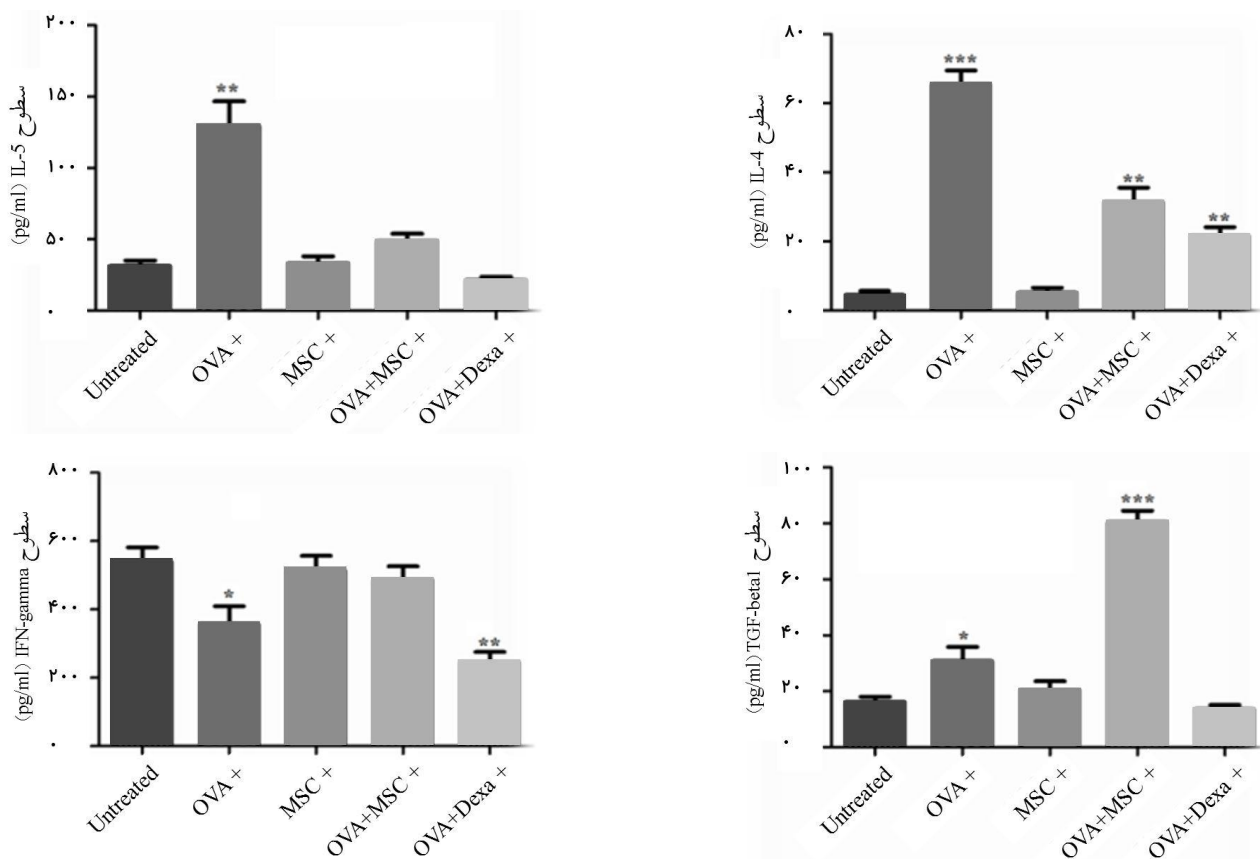 سطوح IL-5 (pg/ml)
۲۰۰
۱۵۰
۱۰۰
۵۰
۰
**
Untreated
OVA +
MSC +
OVA+MSC +
OVA+Dexa +
سطوح IL-4 (pg/ml)
۸۰
۶۰
۴۰
۲۰
۰
***
**
**
Untreated
OVA +
MSC +
OVA+MSC +
OVA+Dexa +
سطوح IFN-gamma (pg/ml)
۸۰۰
۶۰۰
۴۰۰
۲۰۰
۰
*
**
Untreated
OVA +
MSC +
OVA+MSC +
OVA+Dexa +
سطوح TGF-beta1 (pg/ml)
۱۰۰
۸۰
۶۰
۴۰
۲۰
۰
*
***
Untreated
OVA +
MSC +
OVA+MSC +
OVA+Dexa +